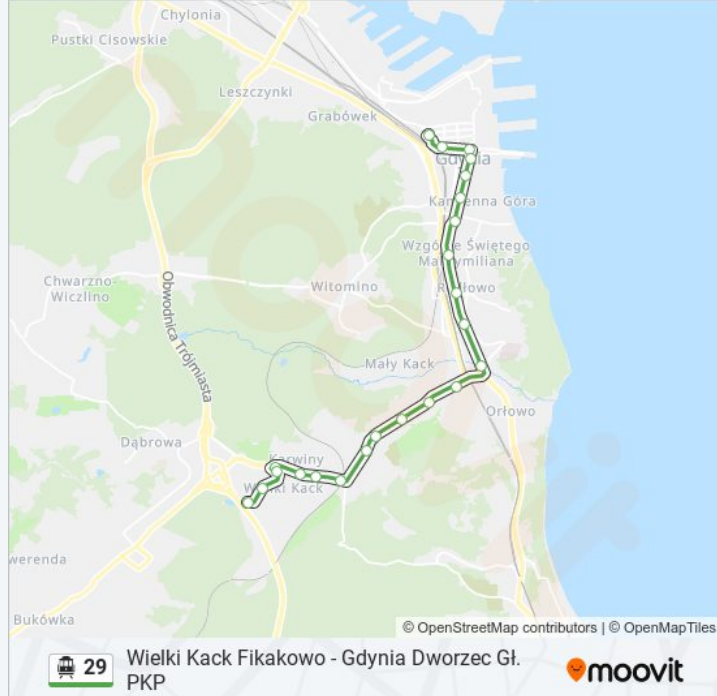 Chylonia
Pustki Cisowskie
Leszczynki
Grabówek
Gdynia
Kamienna Góra
Wzgórze Świętego
Maksymiliana
Chwarzno-
Wiczlino
Witomino
Redłowo
Obwodnica Trójmiasta
Mały Kack
Orłowo
Dąbrowa
Karwiny
Wielki Kack
werenda
Bukówka
© OpenStreetMap contributors | © OpenMapTiles
29
Wielki Kack Fikakowo - Gdynia Dworzec Gł.
PKP
moovit